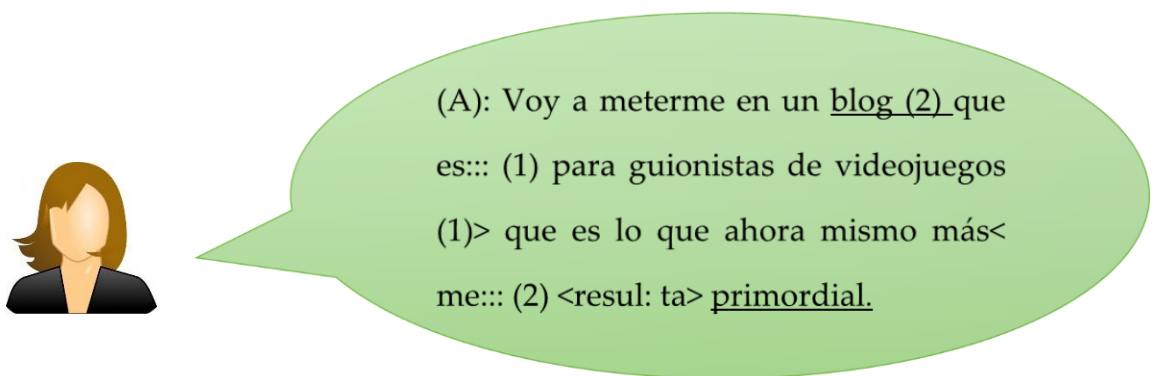 (A): Voy a meterme en un blog (2) que
es::: (1) para guionistas de videojuegos
(1)> que es lo que ahora mismo más<
me::: (2) <resul: ta> primordial.